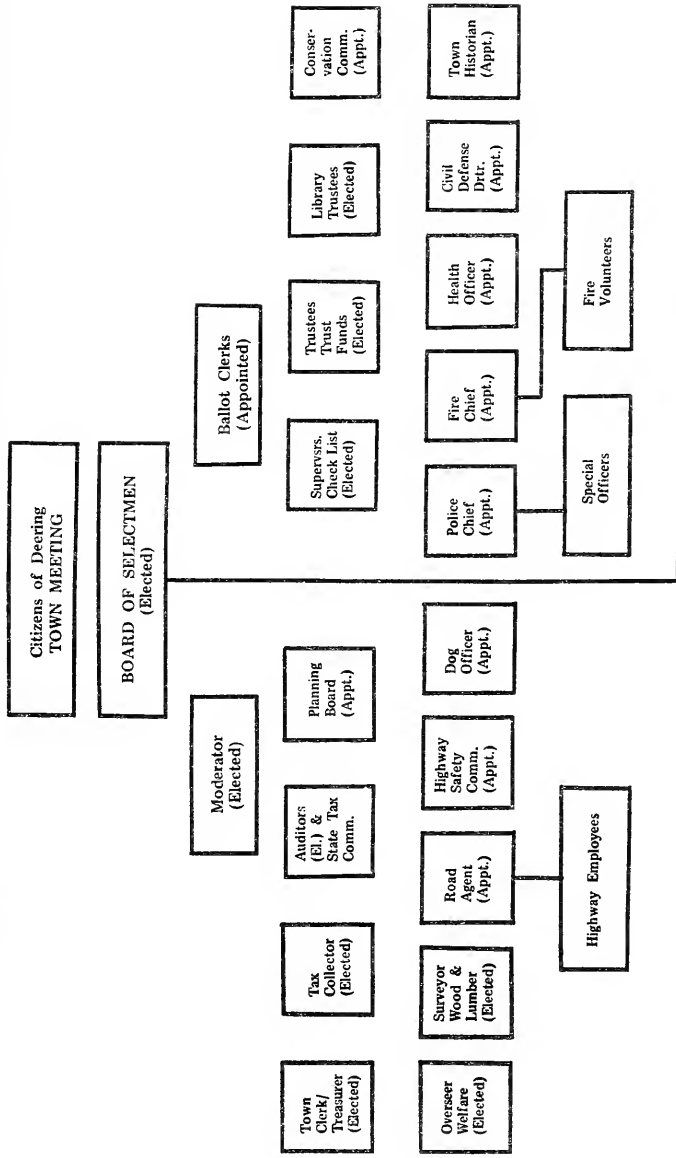 Citizens of Deering
TOWN MEETING
BOARD OF SELECTMEN
(Elected)
Moderator
(Elected)
Ballot Clerks
(Appointed)
Town
Clerk/
Treasurer
(Elected)
Tax
Collector
(Elected)
Auditors
(El.) &
State Tax
Comm.
Planning
Board
(Appt.)
Supervsrs.
Check List
(Elected)
Trustees
Trust
Funds
(Elected)
Library
Trustees
(Elected)
Conser-
vation
Comm.
(Appt.)
Overseer
Welfare
(Elected)
Surveyor
Wood &
Lumber
(Elected)
Road
Agent
(Appt.)
Highway
Safety
Comm.
(Appt.)
Dog
Officer
(Appt.)
Police
Chief
(Appt.)
Fire
Chief
(Appt.)
Health
Officer
(Appt.)
Civil
Defense
Drtr.
(Appt.)
Town
Historian
(Appt.)
Highway Employees
Special
Officers
Fire
Volunteers